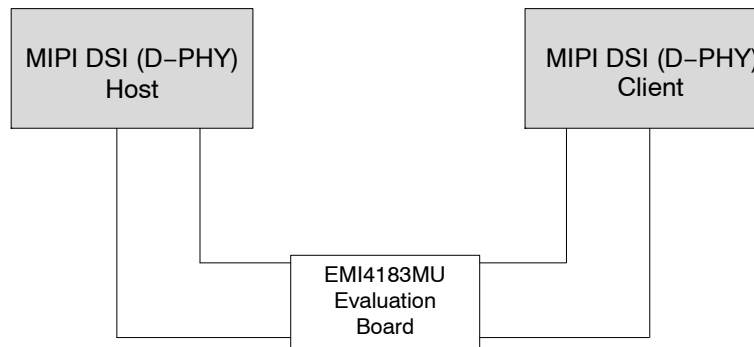 MIPI DSI (D−PHY)
Host
MIPI DSI (D−PHY)
Client
EMI4183MU
Evaluation
Board